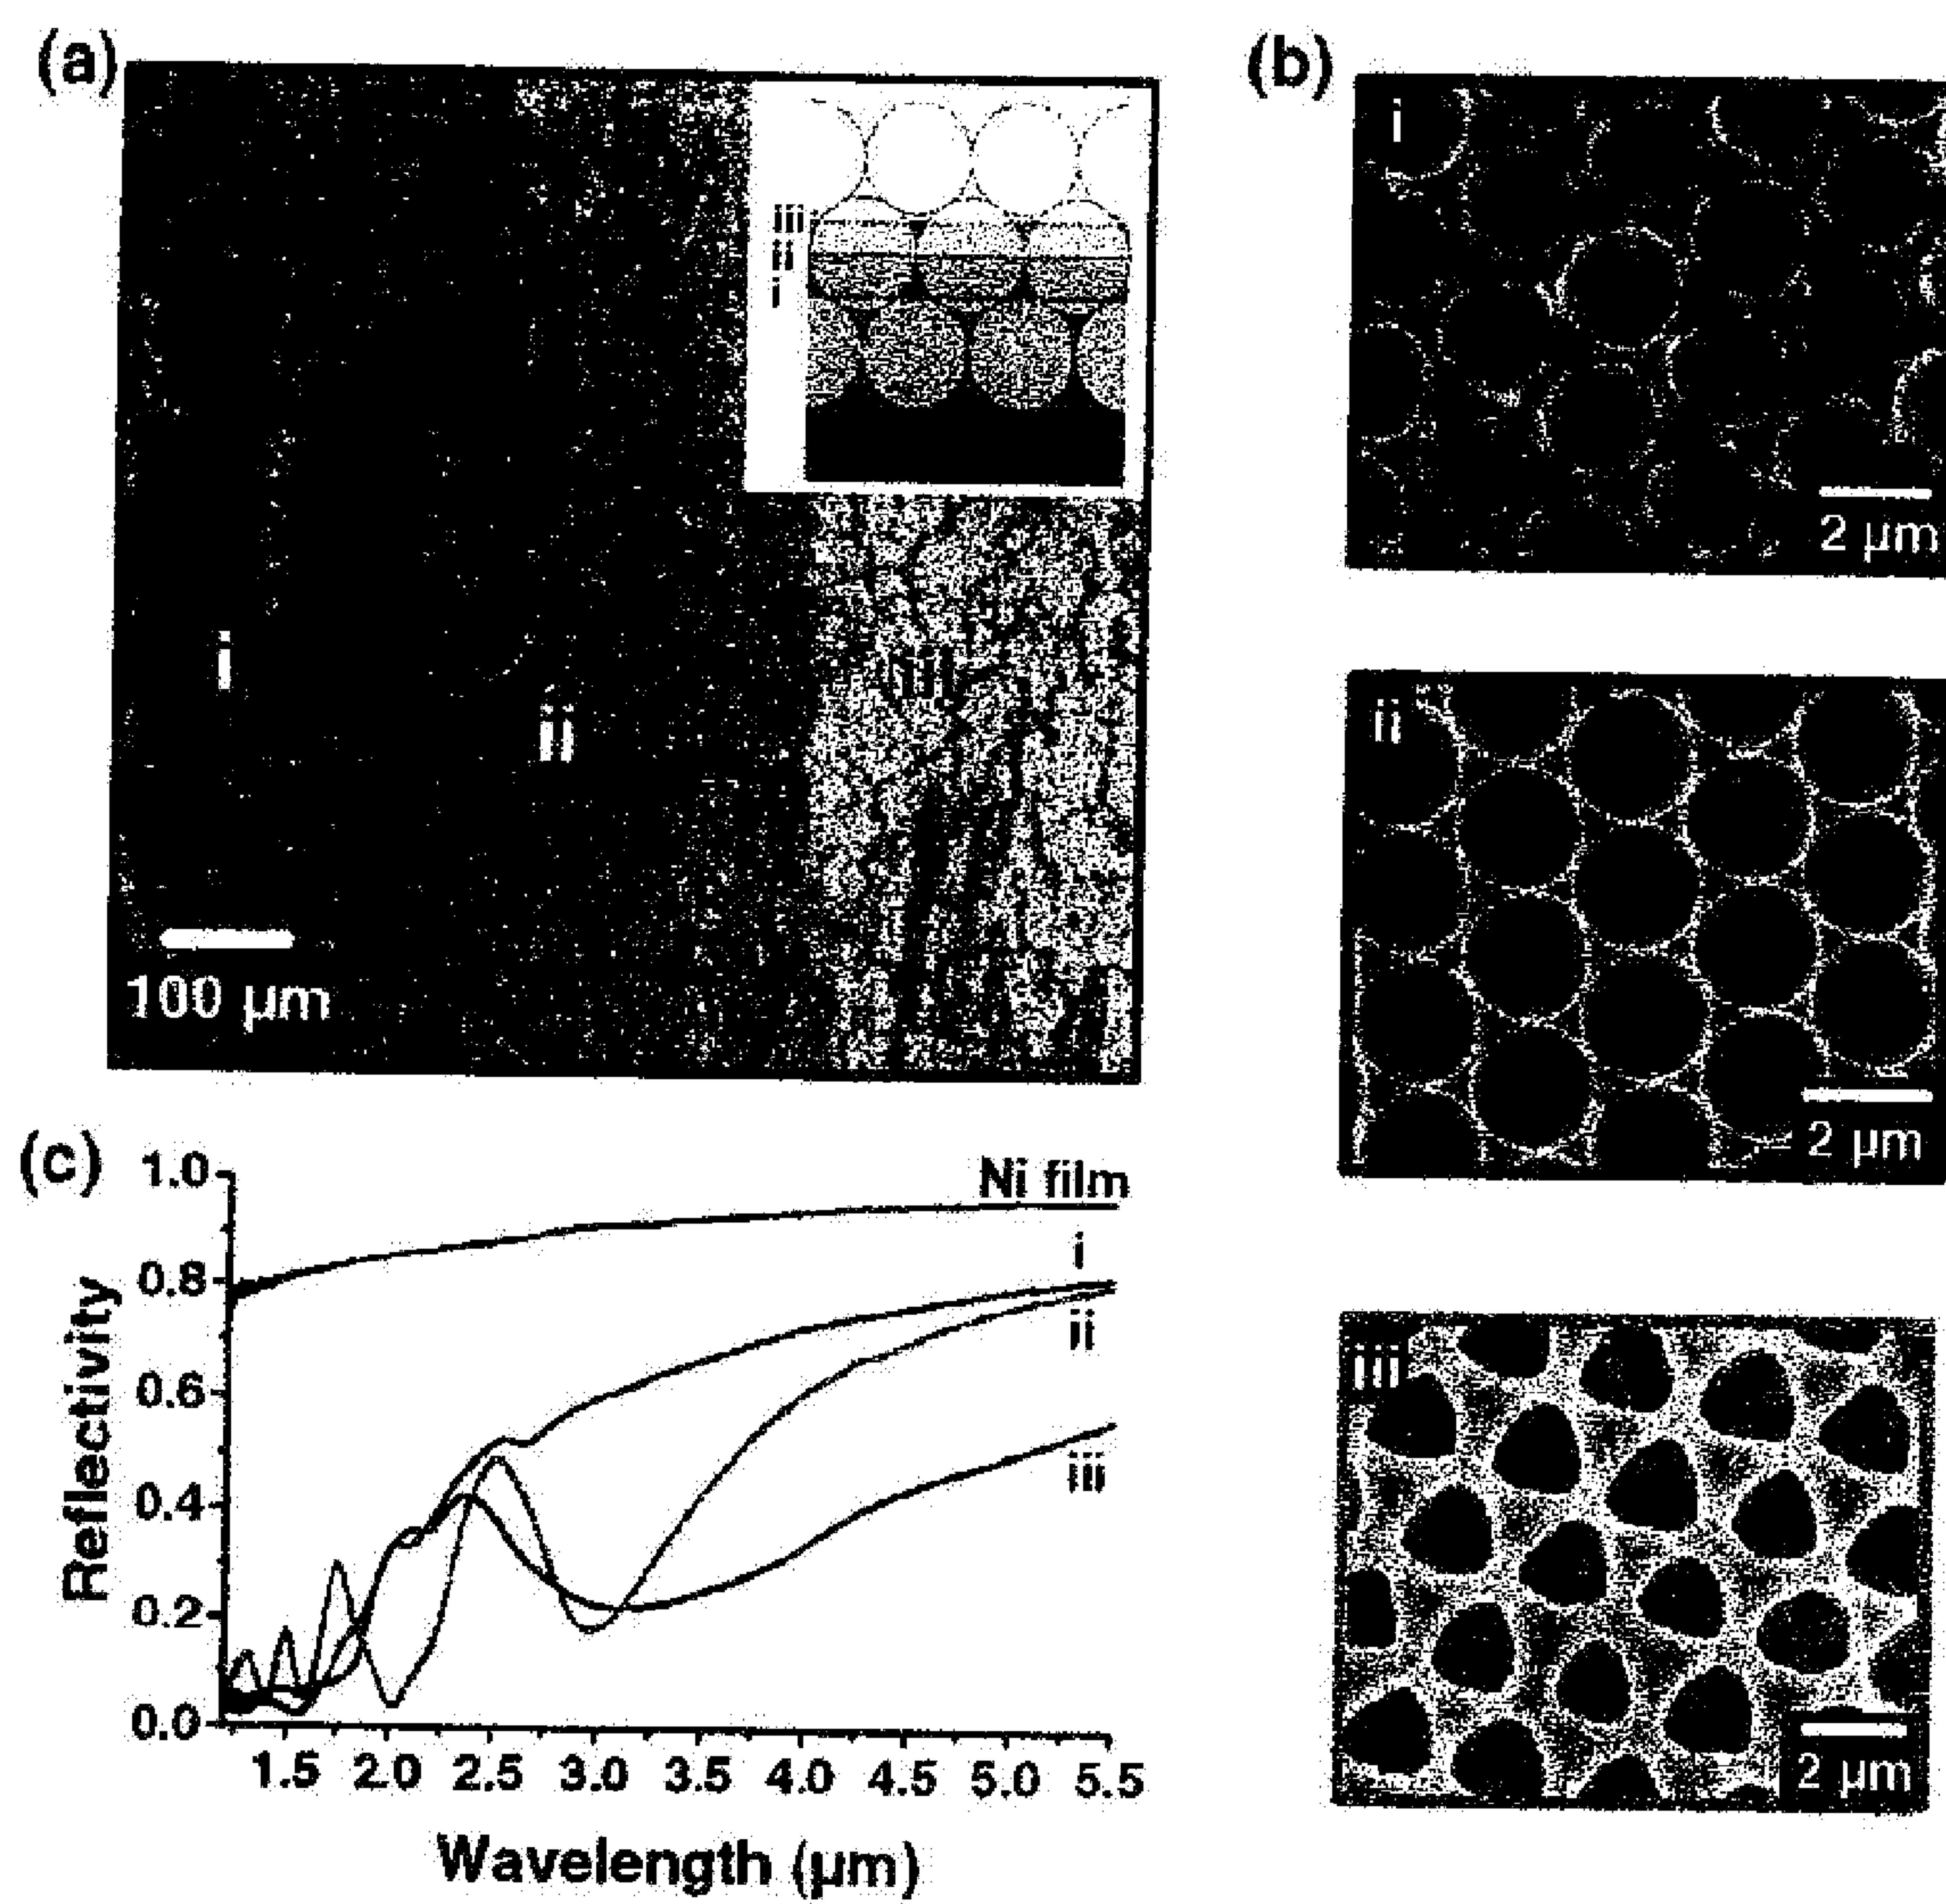 (a)
iii
ii
i
i
ii
iii
100 µm
(b)
i
2 µm
ii
2 µm
iii
2 µm
(c)
Reflectivity
1.0
0.8
0.6
0.4
0.2
0.0
Ni film
i
ii
iii
1.5 2.0 2.5 3.0 3.5 4.0 4.5 5.0 5.5
Wavelength (µm)